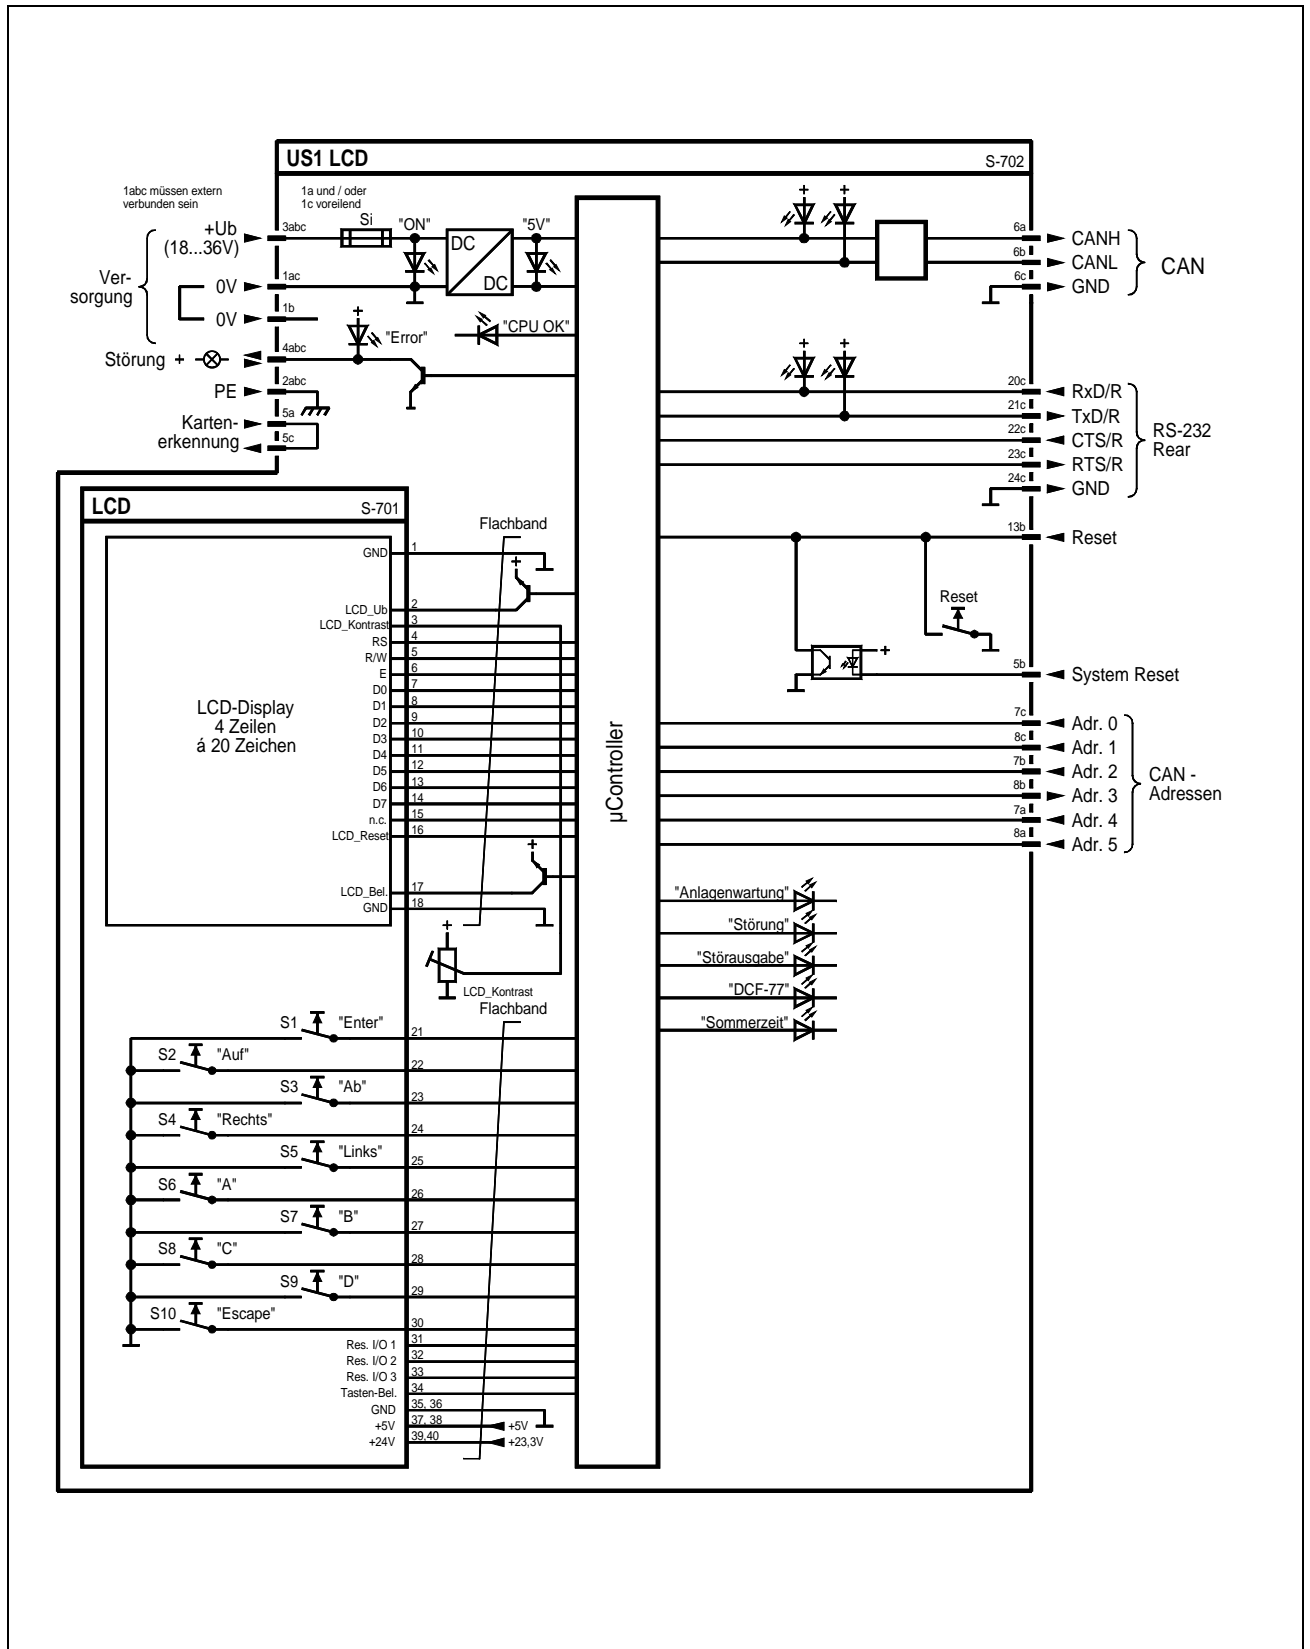 US1 LCD
S-702
1abc müssen extern
verbunden sein
1a und / oder
1c voreilend
+Ub
(18...36V)
3abc
Si
"ON"
DC
DC
"5V"
Ver-
sorgung
0V
1ac
0V
1b
"CPU OK"
"Error"
Störung +
4abc
PE
2abc
Karten-
erkennung
5a
5c
6a
CANH
6b
CANL
6c
GND
CAN
20c
RxD/R
21c
TxD/R
22c
CTS/R
23c
RTS/R
24c
GND
RS-232
Rear
13b
Reset
Reset
5b
System Reset
7c
Adr. 0
8c
Adr. 1
7b
Adr. 2
8b
Adr. 3
7a
Adr. 4
8a
Adr. 5
CAN -
Adressen
µController
LCD
S-701
Flachband
LCD-Display
4 Zeilen
á 20 Zeichen
GND 1
LCD_Ub 2
LCD_Kontrast 3
RS 4
R/W 5
E 6
D0 7
D1 8
D2 9
D3 10
D4 11
D5 12
D6 13
D7 14
n.c. 15
LCD_Reset 16
LCD_Bel. 17
GND 18
+
LCD_Kontrast
Flachband
"Anlagenwartung"
"Störung"
"Störausgabe"
"DCF-77"
"Sommerzeit"
S1 "Enter" 21
S2 "Auf" 22
S3 "Ab" 23
S4 "Rechts" 24
S5 "Links" 25
S6 "A" 26
S7 "B" 27
S8 "C" 28
S9 "D" 29
S10 "Escape" 30
Res. I/O 1 31
Res. I/O 2 32
Res. I/O 3 33
Tasten-Bel. 34
GND 35, 36
+5V 37, 38 +5V
+24V 39,40 +23,3V